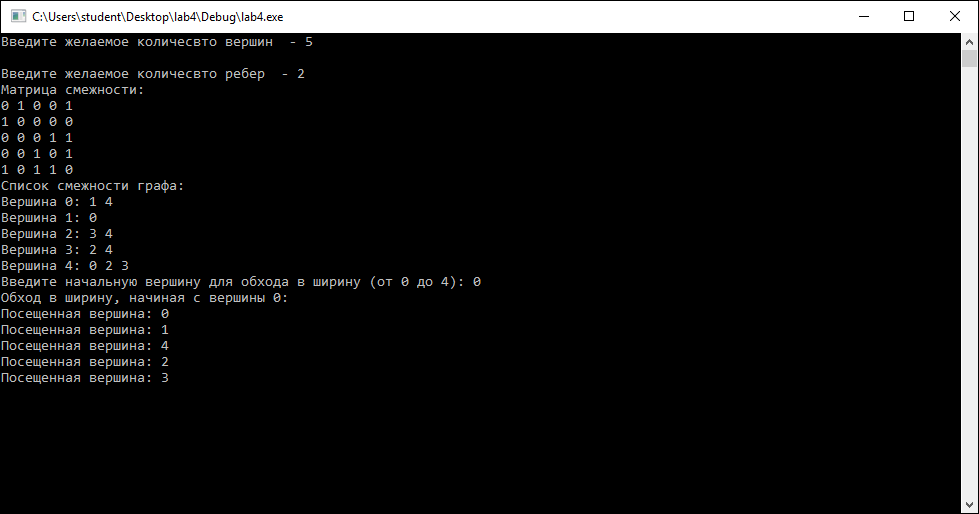 C:\Users\student\Desktop\lab4\Debug\lab4.exe
Введите желаемое количесвто вершин  - 5
Введите желаемое количесвто ребер  - 2
Матрица смежности:
0 1 0 0 1
1 0 0 0 0
0 0 0 1 1
0 0 1 0 1
1 0 1 1 0
Список смежности графа:
Вершина 0: 1 4
Вершина 1: 0
Вершина 2: 3 4
Вершина 3: 2 4
Вершина 4: 0 2 3
Введите начальную вершину для обхода в ширину (от 0 до 4): 0
Обход в ширину, начиная с вершины 0:
Посещенная вершина: 0
Посещенная вершина: 1
Посещенная вершина: 4
Посещенная вершина: 2
Посещенная вершина: 3